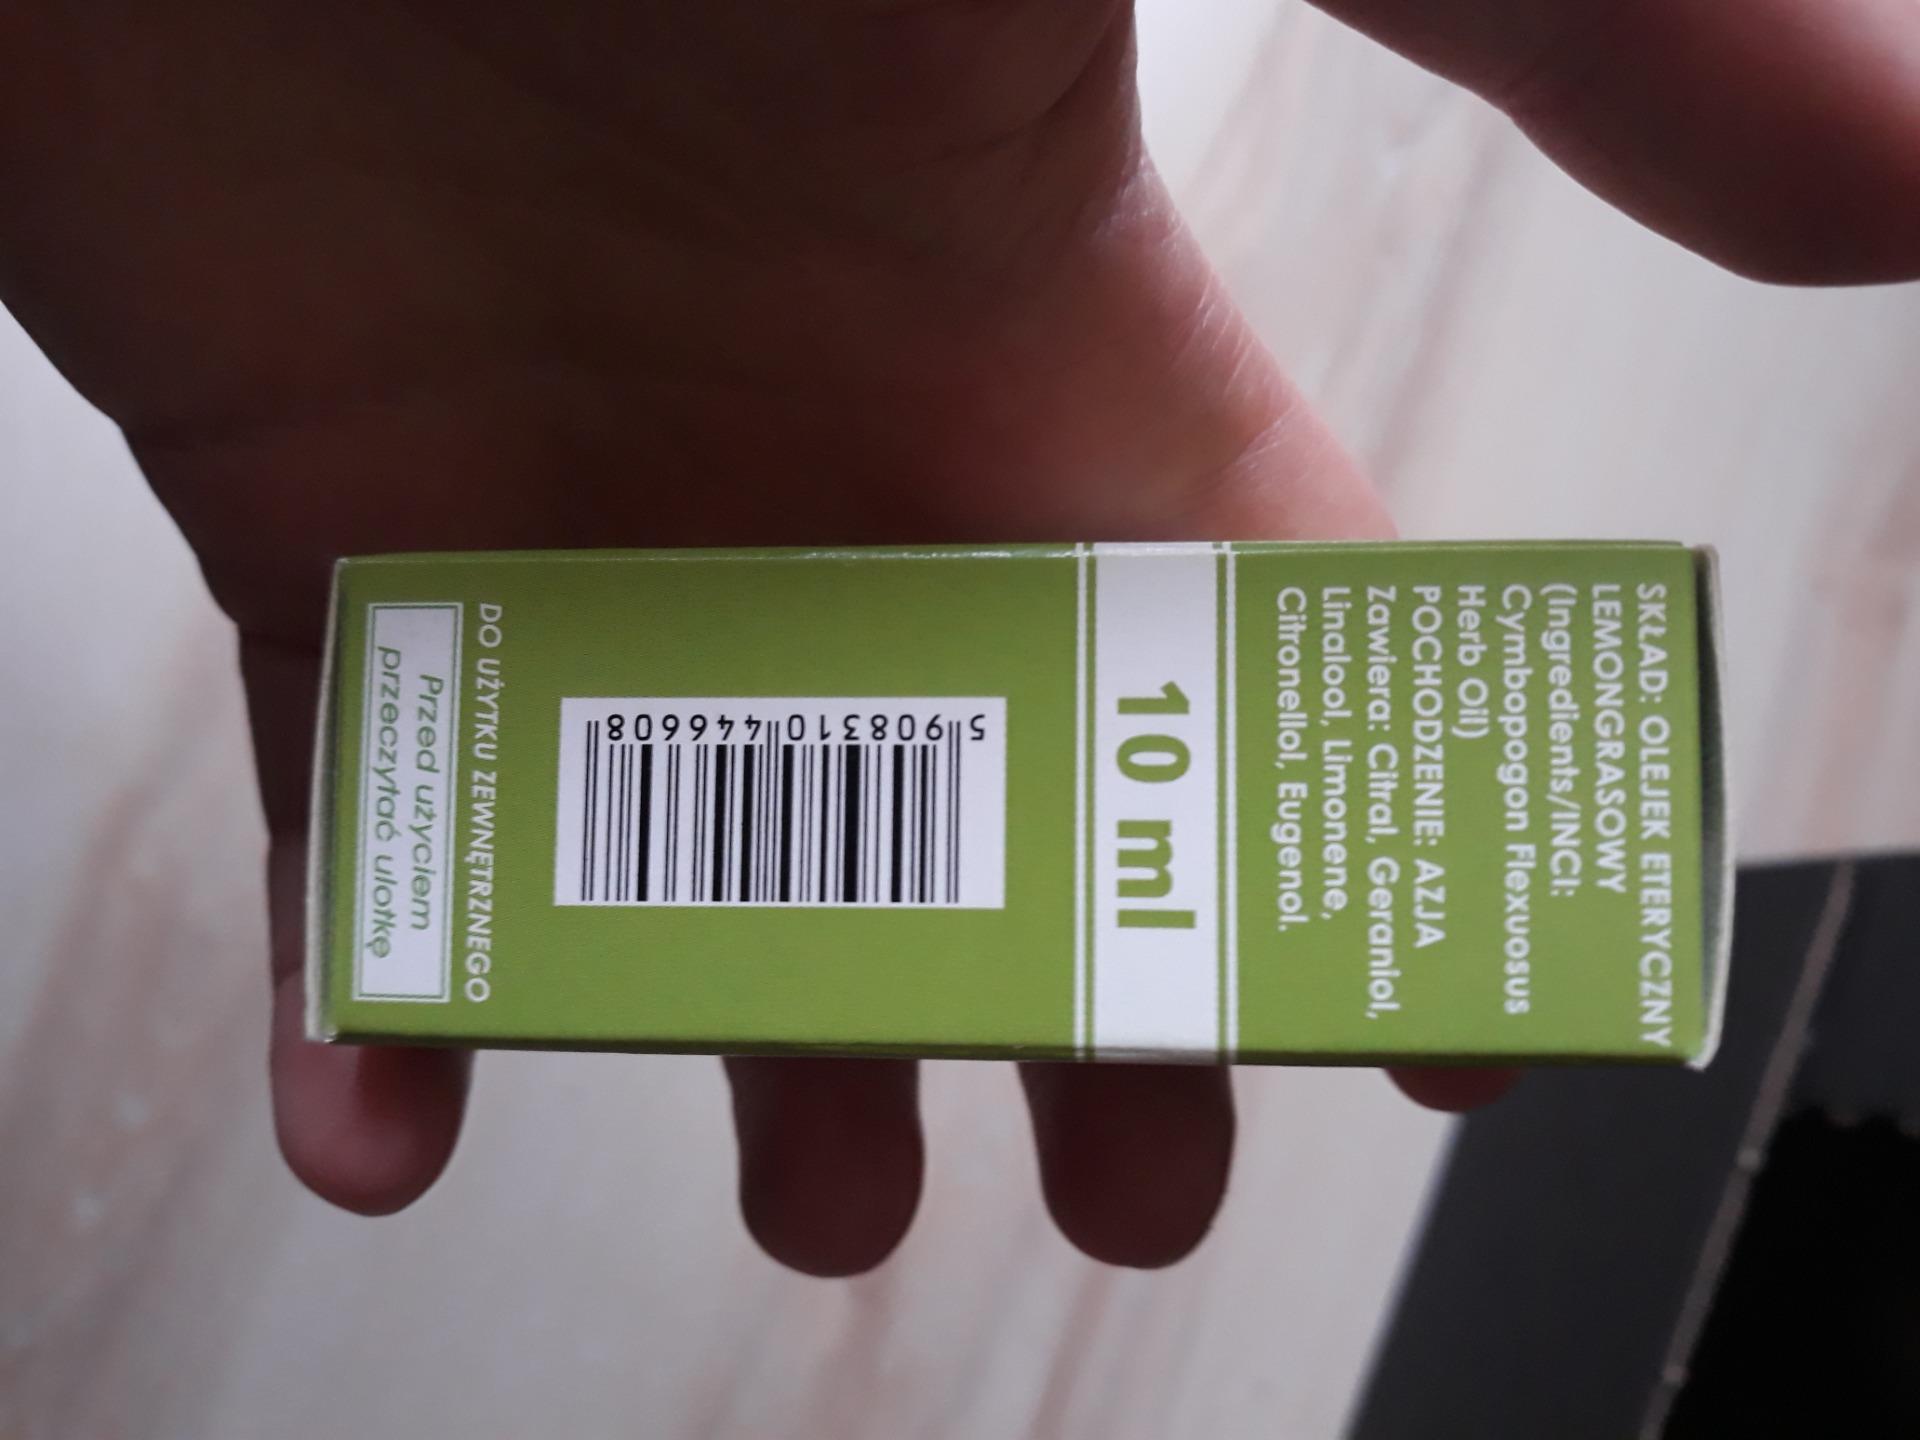 SKŁAD: OLEJEK ETERYCZNY
LEMONGRASOWY
(Ingredients/INCI:
Cymbopogon Flexuosus
Herb Oil)
POCHODZENIE: AZJA
Zawiera: Citral, Geraniol,
Linalool, Limonene,
Citronellol, Eugenol.
10 ml
5 908310 446608
DO UŻYTKU ZEWNĘTRZNEGO
Przed użyciem
przeczytać ulotkę